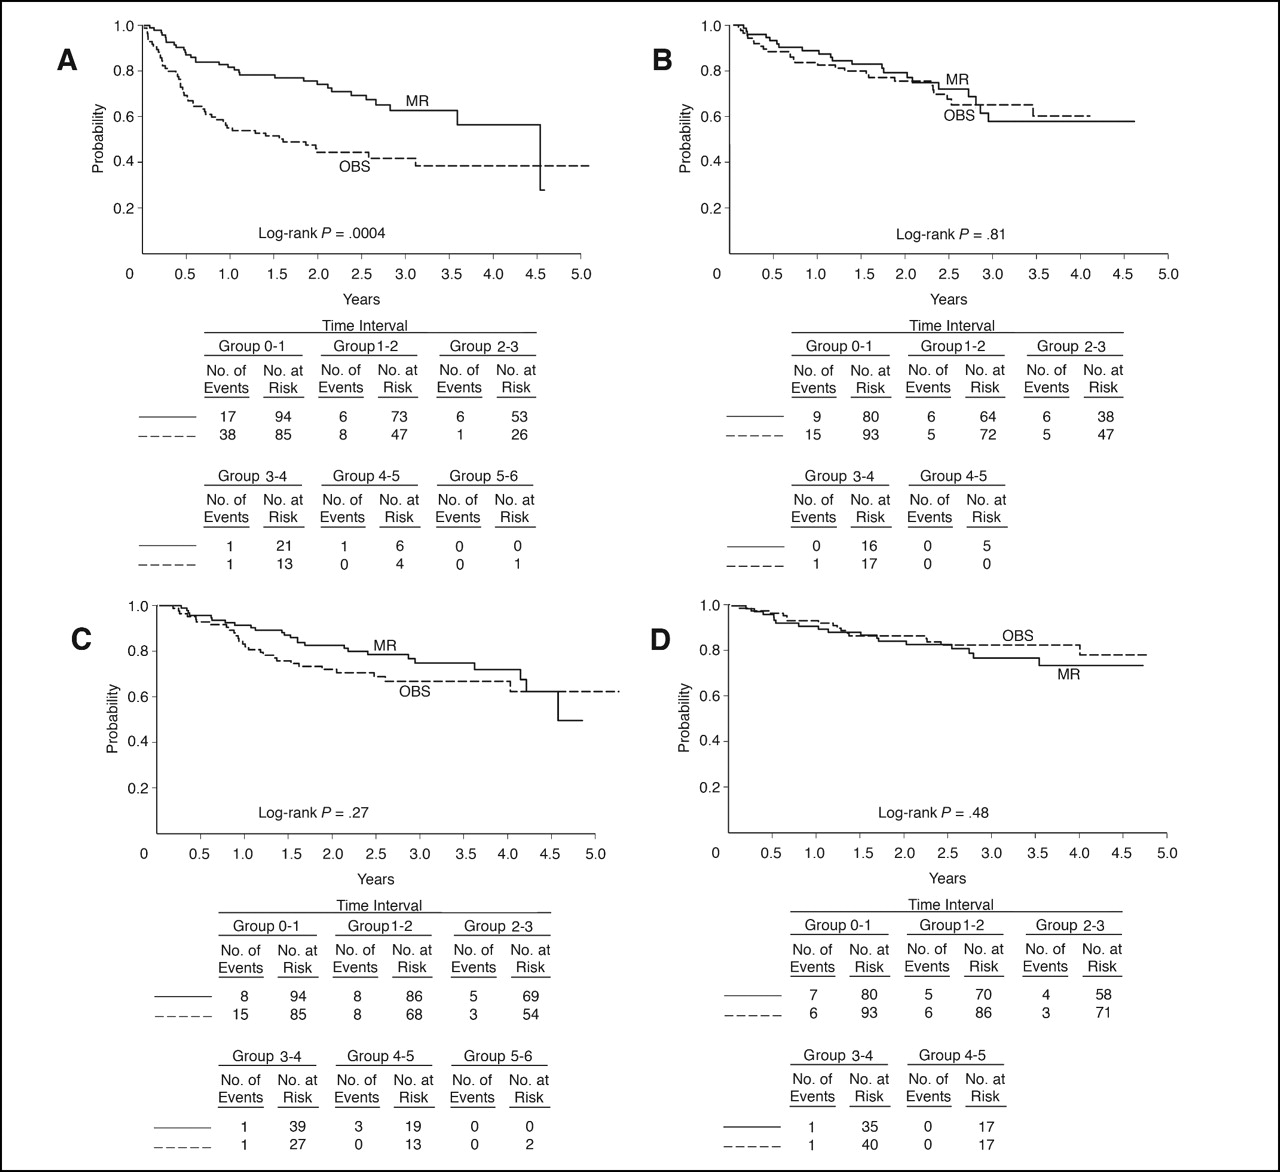 A
Probability
1.0
0.8
0.6
0.4
0.2
MR
OBS
Log-rank P = .0004
0 0.5 1.0 1.5 2.0 2.5 3.0 3.5 4.0 4.5 5.0
Years
Time Interval
Group 0-1 Group 1-2 Group 2-3
No. of No. at No. of No. at No. of No. at
Events Risk Events Risk Events Risk
17 94 6 73 6 53
38 85 8 47 1 26
Group 3-4 Group 4-5 Group 5-6
No. of No. at No. of No. at No. of No. at
Events Risk Events Risk Events Risk
1 21 1 6 0 0
1 13 0 4 0 1
B
Probability
1.0
0.8
0.6
0.4
0.2
MR
OBS
Log-rank P = .81
0 0.5 1.0 1.5 2.0 2.5 3.0 3.5 4.0 4.5 5.0
Years
Time Interval
Group 0-1 Group 1-2 Group 2-3
No. of No. at No. of No. at No. of No. at
Events Risk Events Risk Events Risk
9 80 6 64 6 38
15 93 5 72 5 47
Group 3-4 Group 4-5
No. of No. at No. of No. at
Events Risk Events Risk
0 16 0 5
1 17 0 0
C
Probability
1.0
0.8
0.6
0.4
0.2
MR
OBS
Log-rank P = .27
0 0.5 1.0 1.5 2.0 2.5 3.0 3.5 4.0 4.5 5.0
Years
Time Interval
Group 0-1 Group 1-2 Group 2-3
No. of No. at No. of No. at No. of No. at
Events Risk Events Risk Events Risk
8 94 8 86 5 69
15 85 8 68 3 54
Group 3-4 Group 4-5 Group 5-6
No. of No. at No. of No. at No. of No. at
Events Risk Events Risk Events Risk
1 39 3 19 0 0
1 27 0 13 0 2
D
Probability
1.0
0.8
0.6
0.4
0.2
OBS
MR
Log-rank P = .48
0 0.5 1.0 1.5 2.0 2.5 3.0 3.5 4.0 4.5 5.0
Years
Time Interval
Group 0-1 Group 1-2 Group 2-3
No. of No. at No. of No. at No. of No. at
Events Risk Events Risk Events Risk
7 80 5 70 4 58
6 93 6 86 3 71
Group 3-4 Group 4-5
No. of No. at No. of No. at
Events Risk Events Risk
1 35 0 17
1 40 0 17